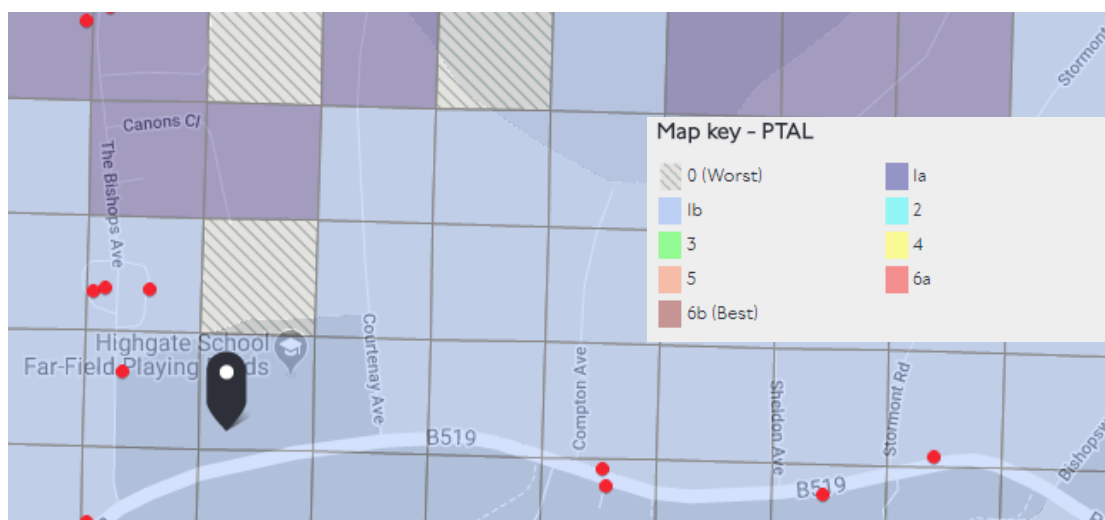 Stormont
Canons Cl
Map key - PTAL
0 (Worst)
Ia
Ib
2
3
4
5
6a
6b (Best)
The Bishops Ave
Highgate School
Far-Field Playing
Courtenay Ave
Compton Ave
Sheldon Ave
Stormont Rd
B519
B519